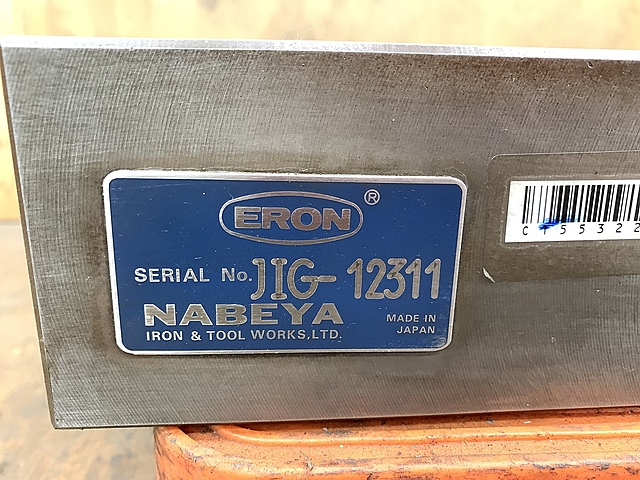 ERON ®
SERIAL No. JIG-12311
NABEYA
IRON & TOOL WORKS, LTD.
MADE IN
JAPAN